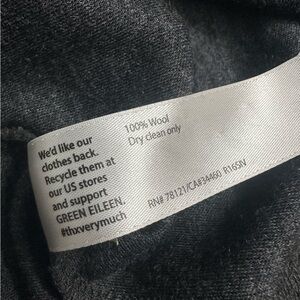 We'd like our
clothes back.
Recycle them at
our US stores
and support
GREEN EILEEN.
#thxverymuch
100% Wool
Dry clean only
RN# 78121/CA#34460 R16GN